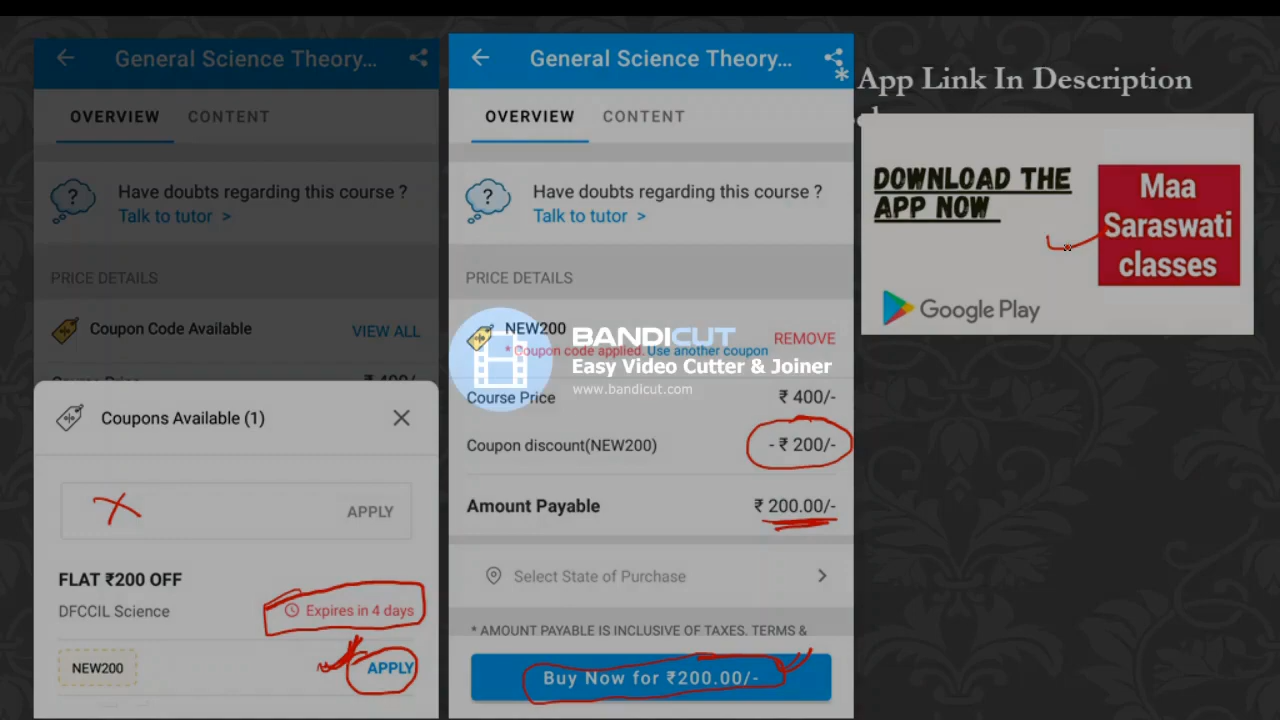 General Science Theory...
OVERVIEW CONTENT
Have doubts regarding this course ?
Talk to tutor >
PRICE DETAILS
Coupon Code Available VIEW ALL
₹ 400/-
Coupons Available (1)
APPLY
FLAT ₹200 OFF
DFCCIL Science
Expires in 4 days
NEW200 APPLY
General Science Theory...
OVERVIEW CONTENT
Have doubts regarding this course ?
Talk to tutor >
PRICE DETAILS
NEW200
REMOVE
* Coupon code applied. Use another coupon
Course Price ₹ 400/-
Coupon discount(NEW200) - ₹ 200/-
Amount Payable ₹ 200.00/-
Select State of Purchase
* AMOUNT PAYABLE IS INCLUSIVE OF TAXES. TERMS &
Buy Now for ₹200.00/-
BANDICUT
Easy Video Cutter & Joiner
www.bandicut.com
* App Link In Description
DOWNLOAD THE
APP NOW
Maa
Saraswati
classes
Google Play